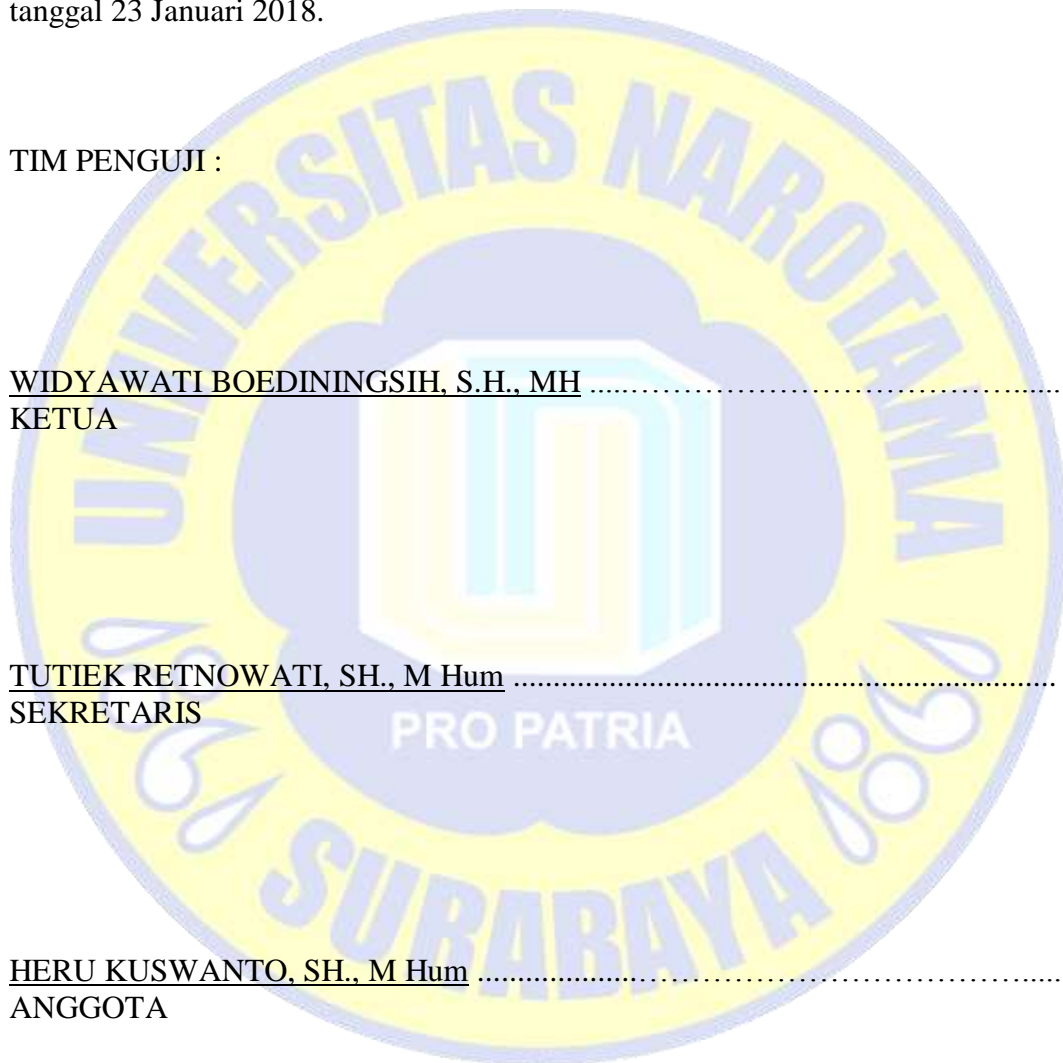 tanggal 23 Januari 2018.
UNIVERSITAS NAROTAMA
TIM PENGUJI :
WIDYAWATI BOEDININGSIH, S.H., MH ....……………………………………......
KETUA
TUTIEK RETNOWATI, SH., M Hum ....................................................................
SEKRETARIS
PRO PATRIA
SURABAYA
HERU KUSWANTO, SH., M Hum ....................……………………………….....
ANGGOTA